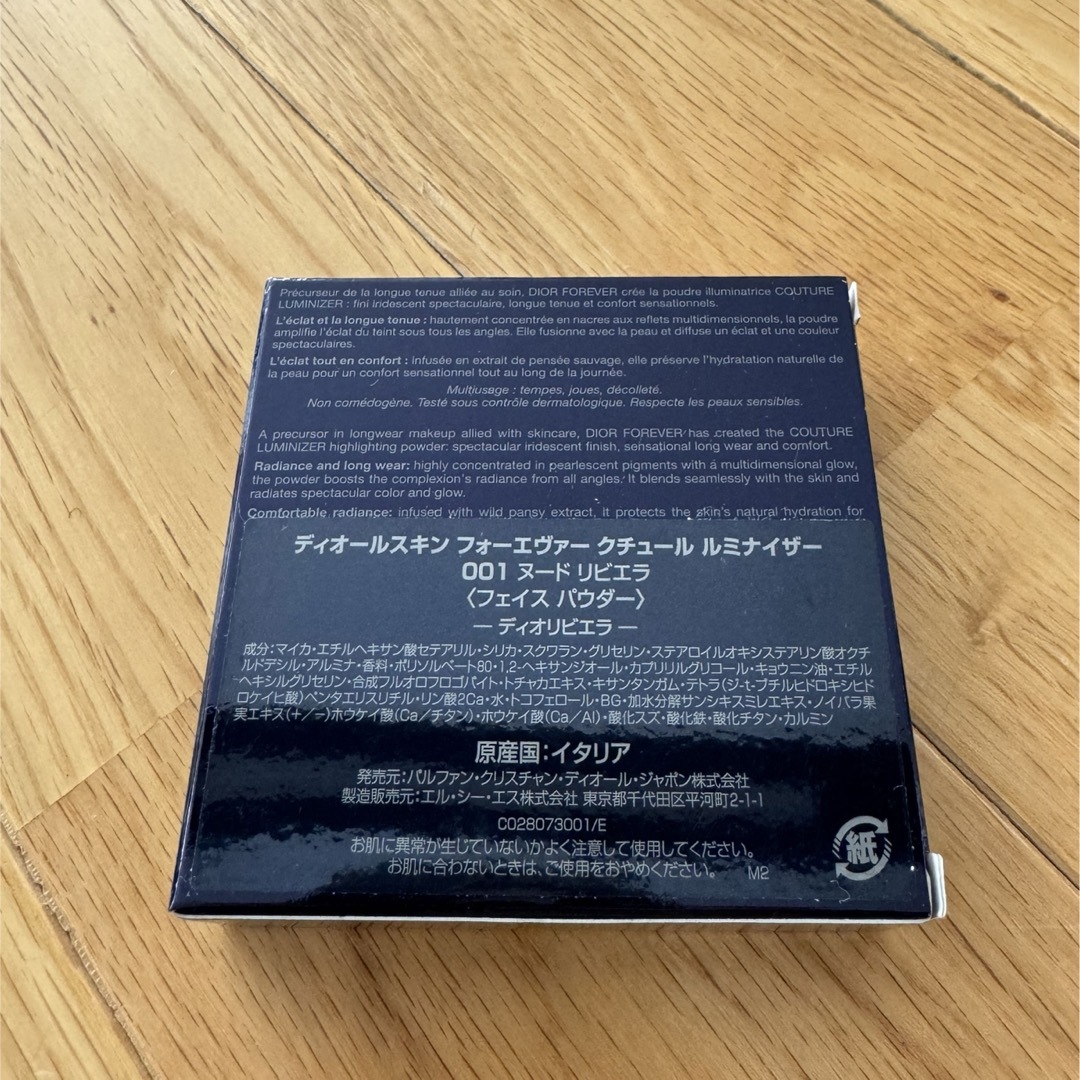 Précurseur de la longue tenue alliée au soin, DIOR FOREVER crée la poudre illuminatrice COUTURE
LUMINIZER : fini iridescent spectaculaire, longue tenue et confort sensationnels.
L'éclat et la longue tenue : hautement concentrée en nacres aux reflets multidimensionnels, la poudre
amplifie l'éclat du teint sous tous les angles. Elle fusionne avec la peau et diffuse un éclat et une couleur
spectaculaires.
L'éclat tout en confort : infusée en extrait de pensée sauvage, elle préserve l'hydratation naturelle de
la peau pour un confort sensationnel tout au long de la journée.
Multiusage : tempes, joues, décolleté.
Non comédogène. Testé sous contrôle dermatologique. Respecte les peaux sensibles.
A precursor in longwear makeup allied with skincare, DIOR FOREVER has created the COUTURE
LUMINIZER highlighting powder: spectacular iridescent finish, sensational long wear and comfort.
Radiance and long wear: highly concentrated in pearlescent pigments with a multidimensional glow,
the powder boosts the complexion's radiance from all angles. It blends seamlessly with the skin and
radiates spectacular color and glow.
Comfortable radiance: infused with wild pansy extract, it protects the skin's natural hydration for
ディオールスキン フォーエヴァー クチュール ルミナイザー
001 ヌード リビエラ
〈フェイス パウダー〉
— ディオリビエラ —
成分:マイカ・エチルヘキサン酸セテアリル・シリカ・スクワラン・グリセリン・ステアロイルオキシステアリン酸オクチ
ルドデシル・アルミナ・香料・ポリソルベート80・1,2-ヘキサンジオール・カプリリルグリコール・キョウニン油・エチル
ヘキシルグリセリン・合成フルオロフロゴパイト・トチャカエキス・キサンタンガム・テトラ(ジ-t-ブチルヒドロキシヒド
ロケイヒ酸)ペンタエリスリチル・リン酸2Ca・水・トコフェロール・BG・加水分解サンシキスミレエキス・ノイバラ果
実エキス(+/=)ホウケイ酸(Ca/チタン)・ホウケイ酸(Ca/Al)・酸化スズ・酸化鉄・酸化チタン・カルミン
原産国:イタリア
発売元:パルファン・クリスチャン・ディオール・ジャポン株式会社
製造販売元:エル・シー・エス株式会社 東京都千代田区平河町2-1-1
C028073001/E
お肌に異常が生じていないかよく注意して使用してください。
お肌に合わないときは、ご使用をおやめください。 M2
紙